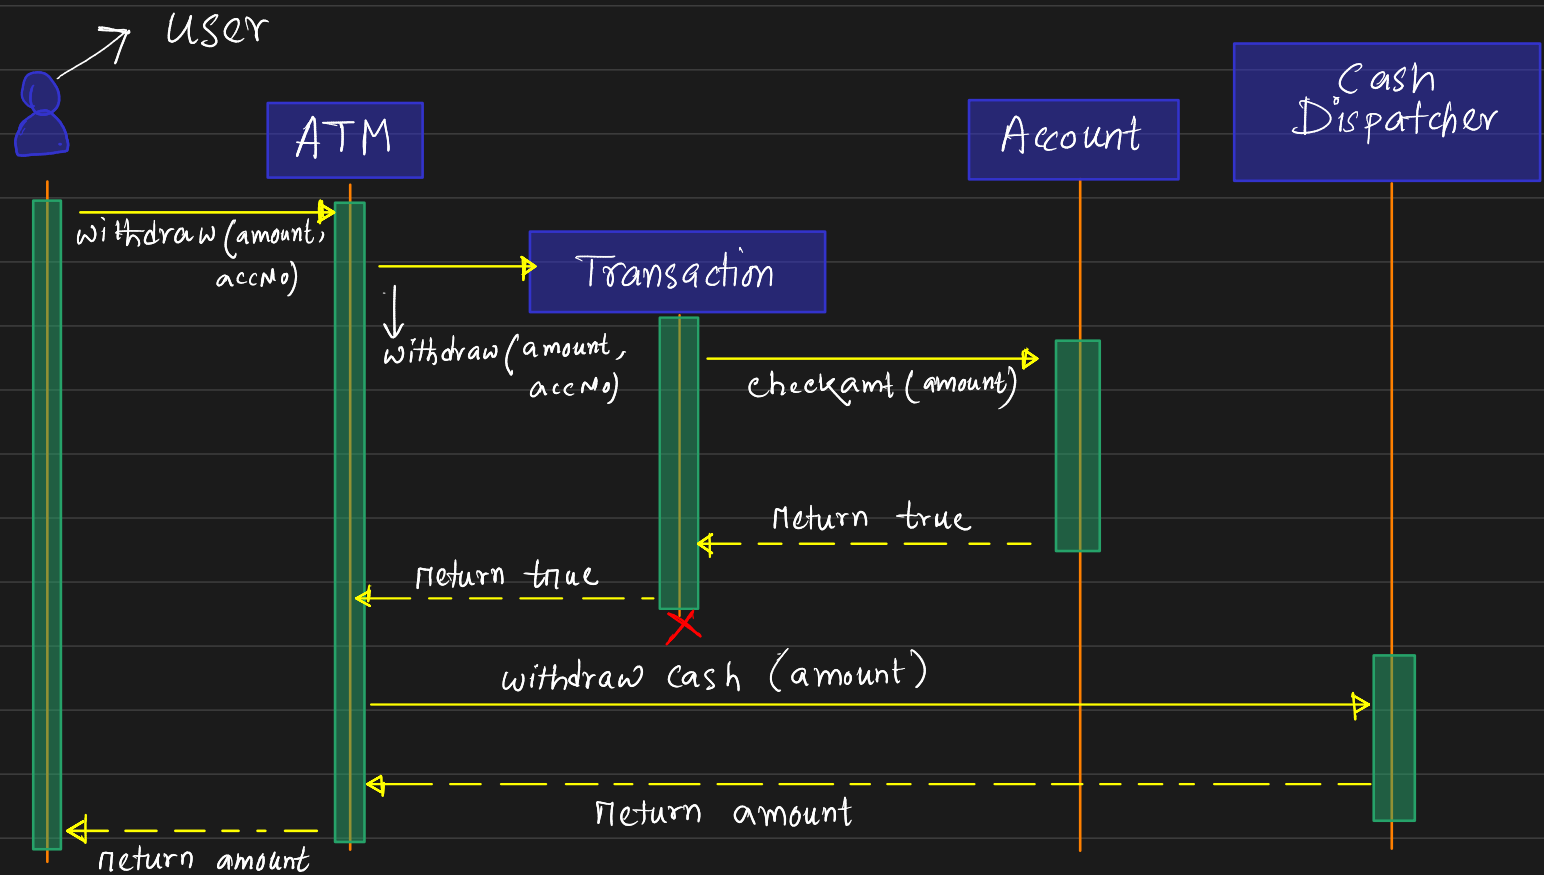 user
Cash
Dispatcher
ATM
Account
withdraw (amount,
accNo)
Transaction
withdraw (amount,
accNo)
checkamt (amount)
return true
return true
withdraw cash (amount)
return amount
return amount